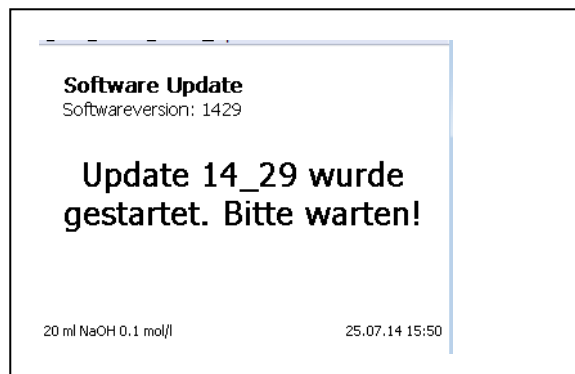 Software Update
Softwareversion: 1429
Update 14_29 wurde
gestartet. Bitte warten!
20 ml NaOH 0.1 mol/l
25.07.14 15:50